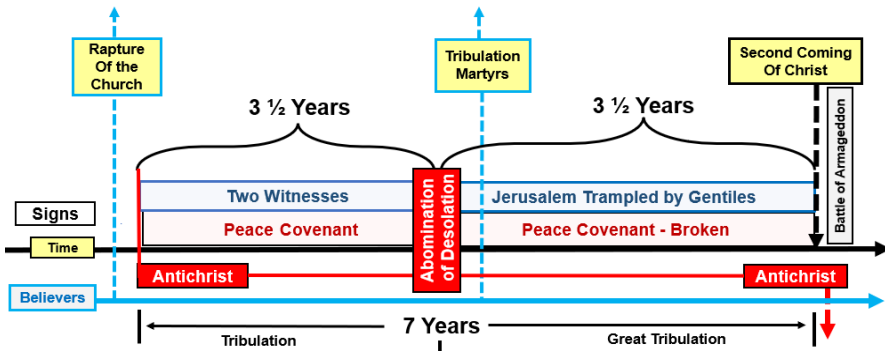 Rapture
Of the
Church
Tribulation
Martyrs
Second Coming
Of Christ
3 ½ Years
3 ½ Years
Battle of Armageddon
Two Witnesses
Abomination
of Desolation
Jerusalem Trampled by Gentiles
Signs
Peace Covenant
Peace Covenant - Broken
Time
Antichrist
Antichrist
Believers
7 Years
Tribulation
Great Tribulation